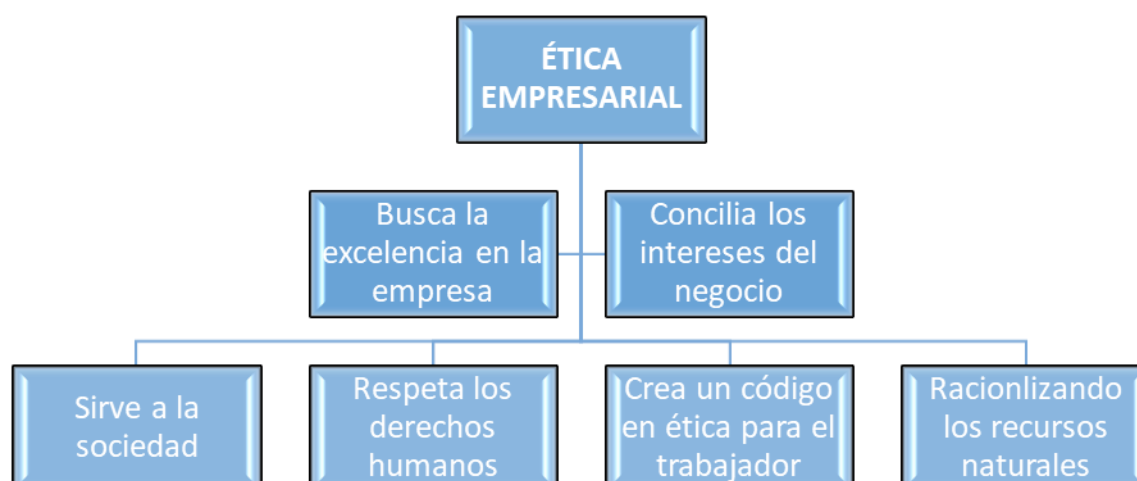 ÉTICA
EMPRESARIAL
Busca la
excelencia en la
empresa
Concilia los
intereses del
negocio
Sirve a la
sociedad
Respeta los
derechos
humanos
Crea un código
en ética para el
trabajador
Racionlizando
los recursos
naturales